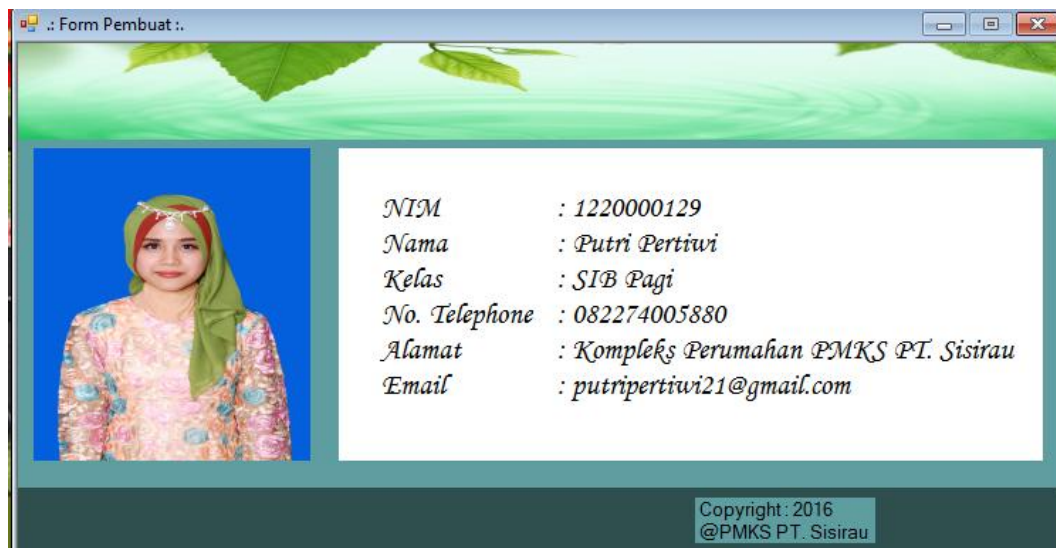 .: Form Pembuat :.
NIM : 1220000129
Nama : Putri Pertiwi
Kelas : SIB Pagi
No. Telephone : 082274005880
Alamat : Kompleks Perumahan PMKS PT. Sisirau
Email : putripertiwi21@gmail.com
Copyright : 2016
@PMKS PT. Sisirau